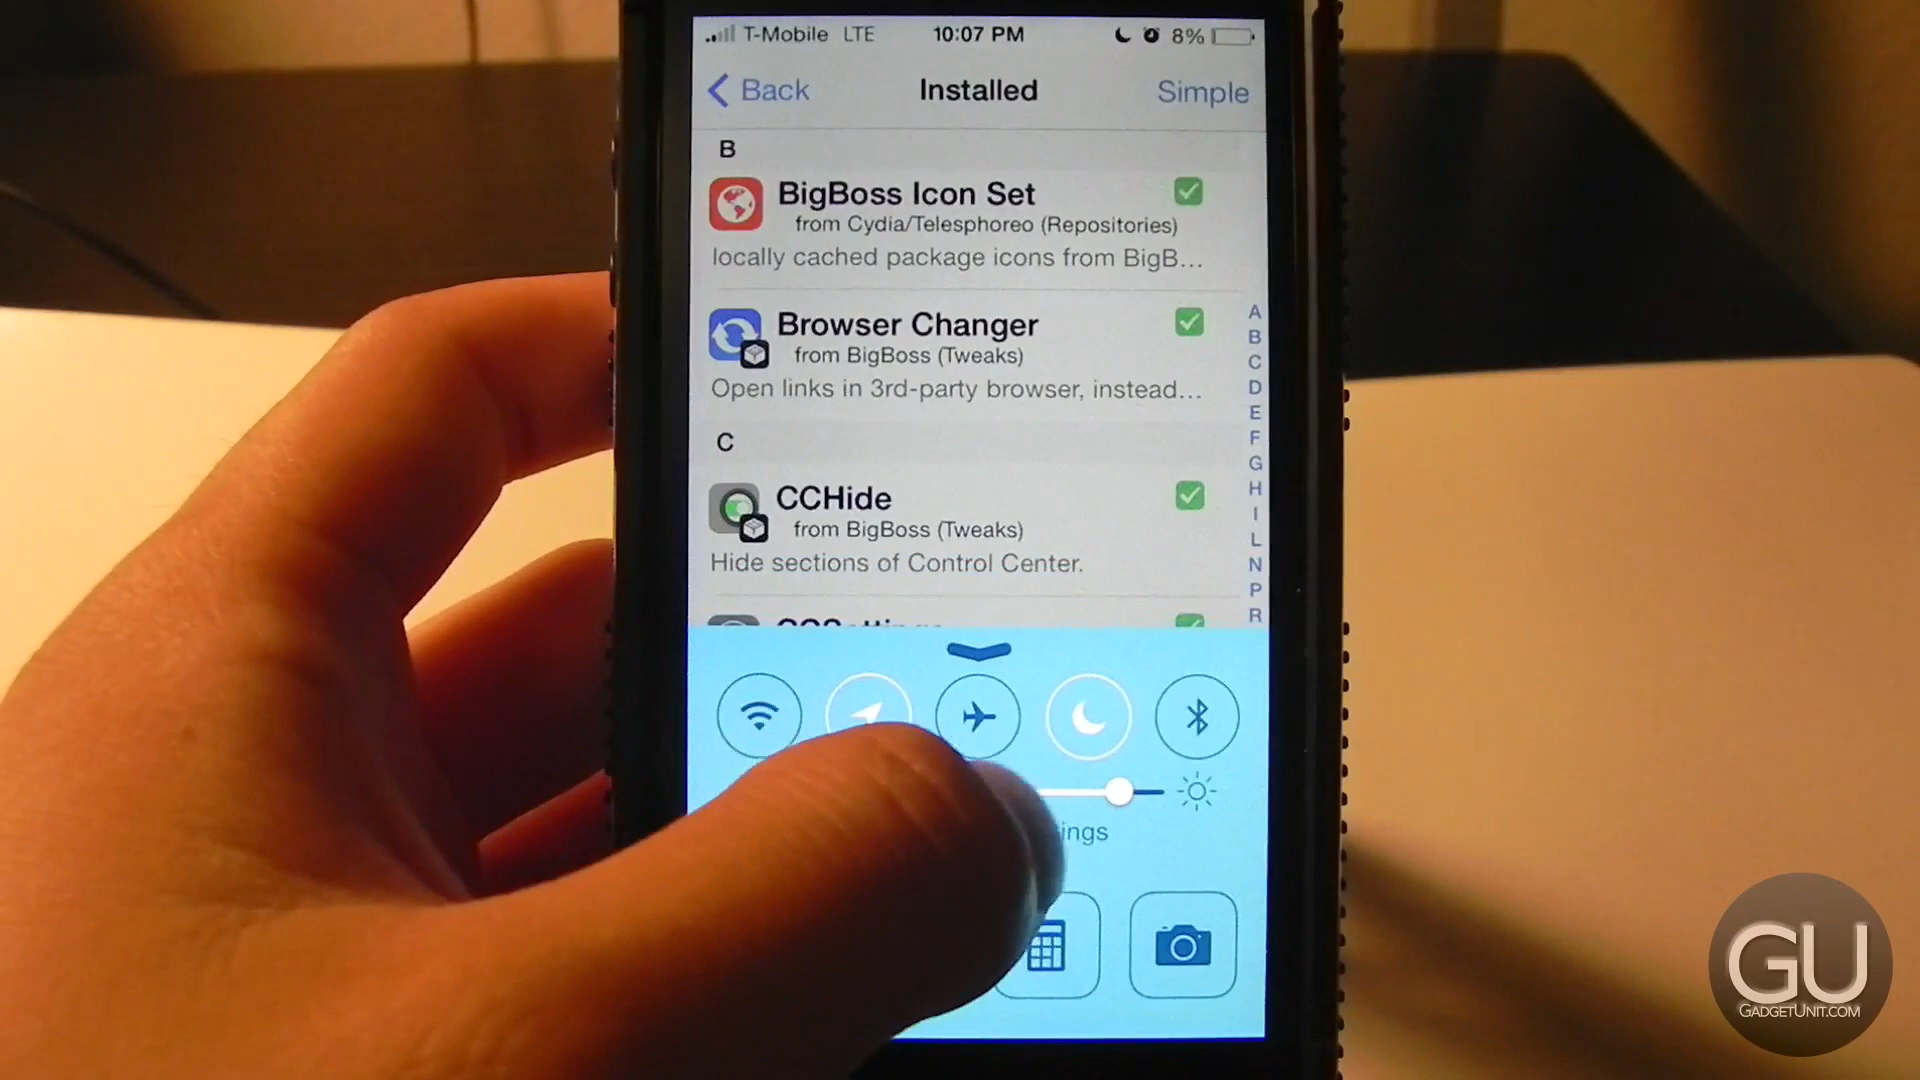 T-Mobile LTE 10:07 PM 8%
Back Installed Simple
B
BigBoss Icon Set
from Cydia/Telesphoreo (Repositories)
locally cached package icons from BigB...
Browser Changer
from BigBoss (Tweaks)
Open links in 3rd-party browser, instead...
C
CCHide
from BigBoss (Tweaks)
Hide sections of Control Center.
A
B
C
D
E
F
G
H
I
L
N
P
R
GU
GADGETUNIT.COM